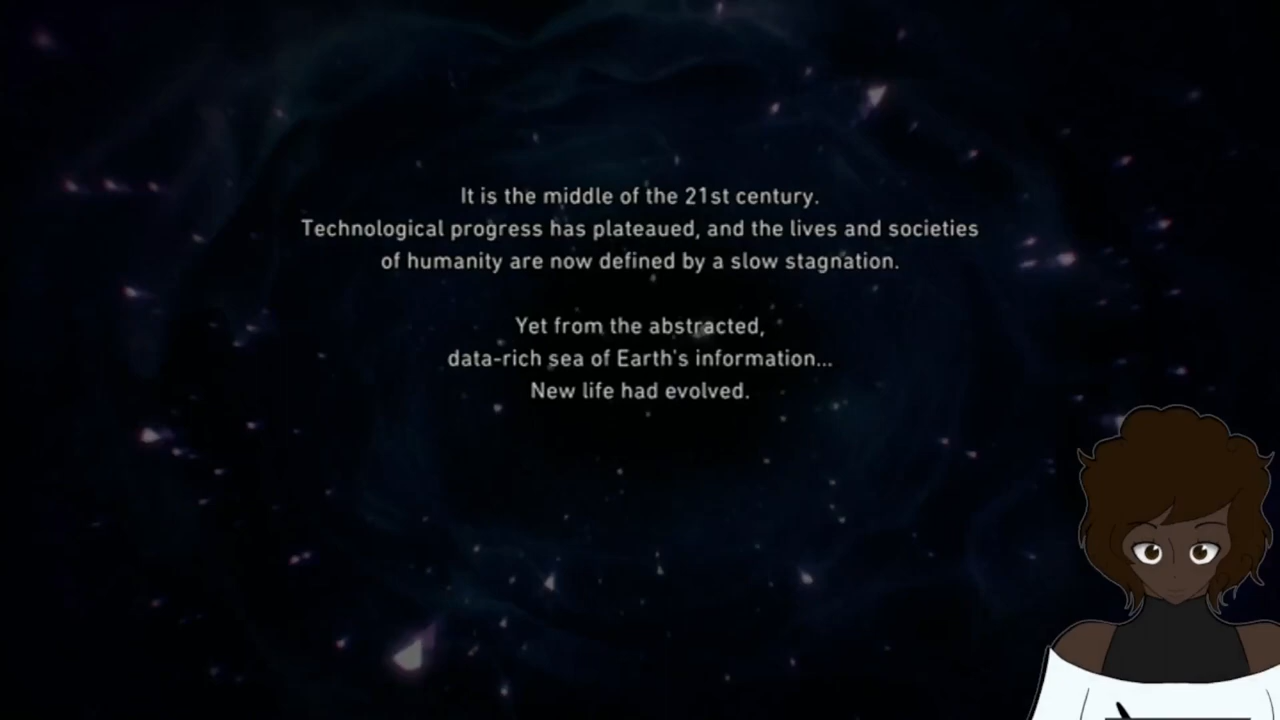 It is the middle of the 21st century.
Technological progress has plateaued, and the lives and societies
of humanity are now defined by a slow stagnation.
Yet from the abstracted,
data-rich sea of Earth's information...
New life had evolved.